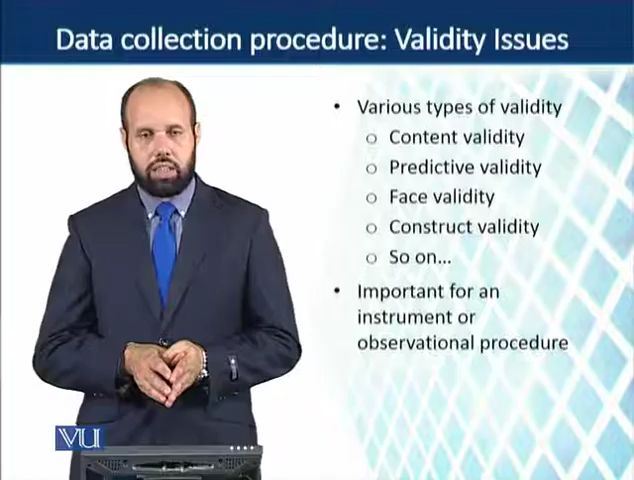 Data collection procedure: Validity Issues
• Various types of validity
o Content validity
o Predictive validity
o Face validity
o Construct validity
o So on...
• Important for an
instrument or
observational procedure
VU